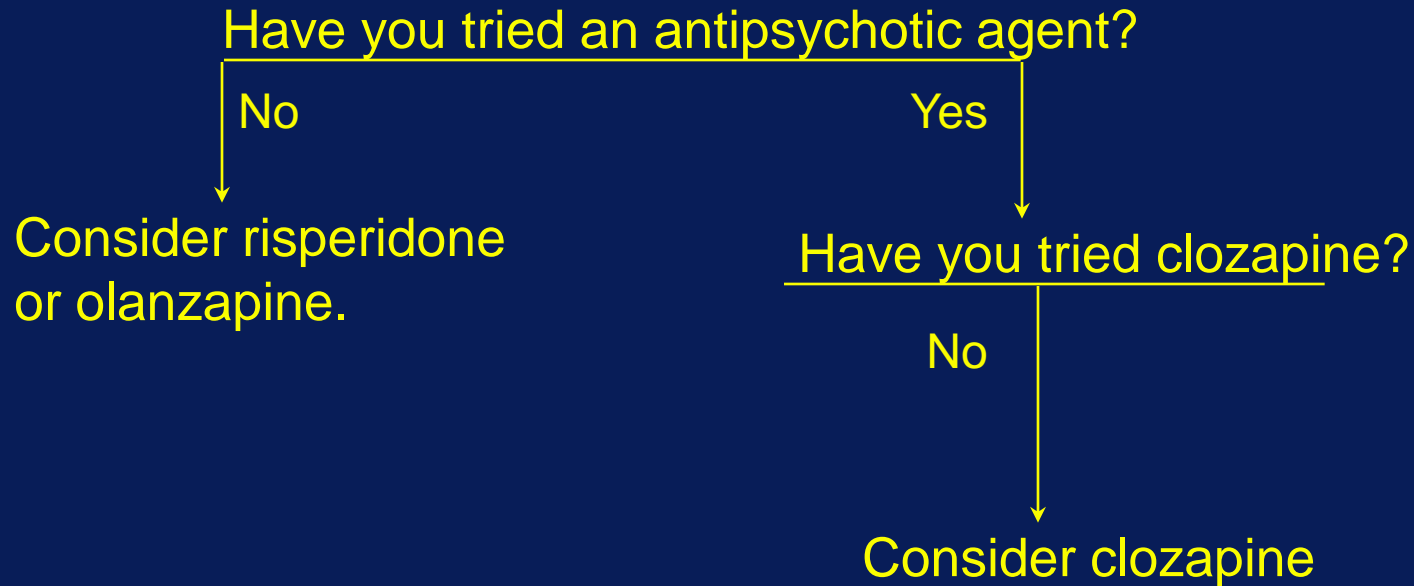 Have you tried an antipsychotic agent?
No
Yes
Consider risperidone
or olanzapine.
Have you tried clozapine?
No
Consider clozapine